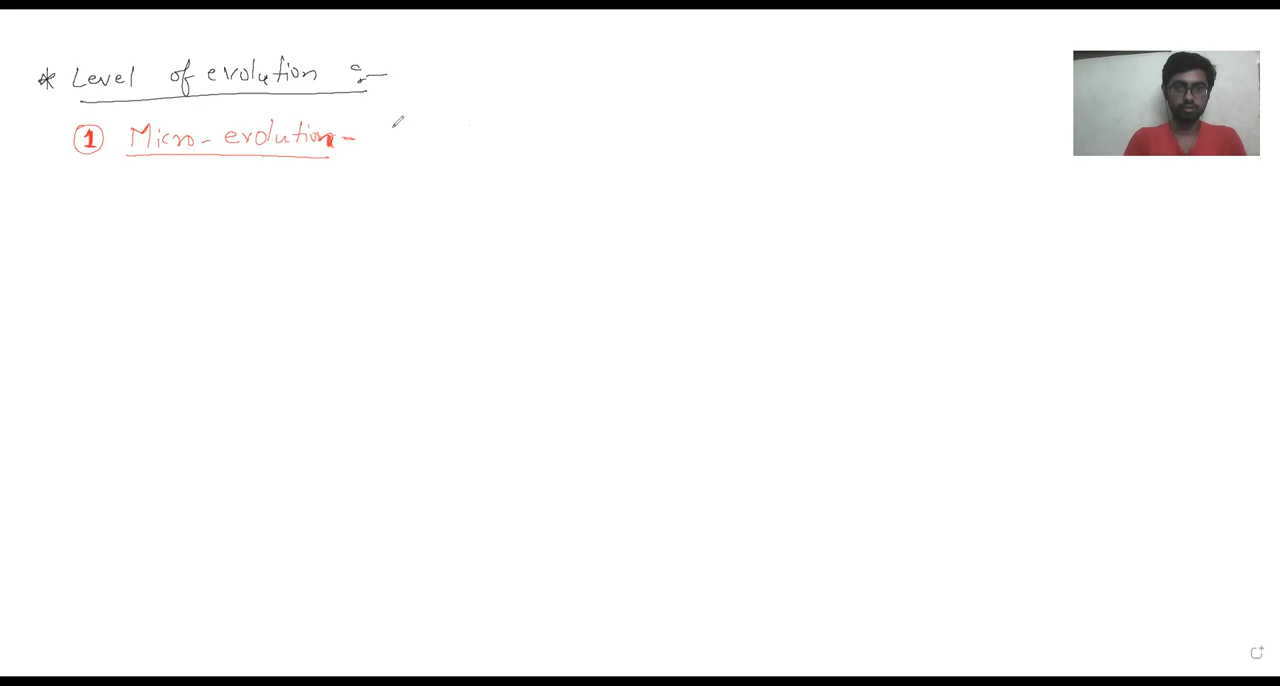 * Level of evolution :-
① Micro-evolution-